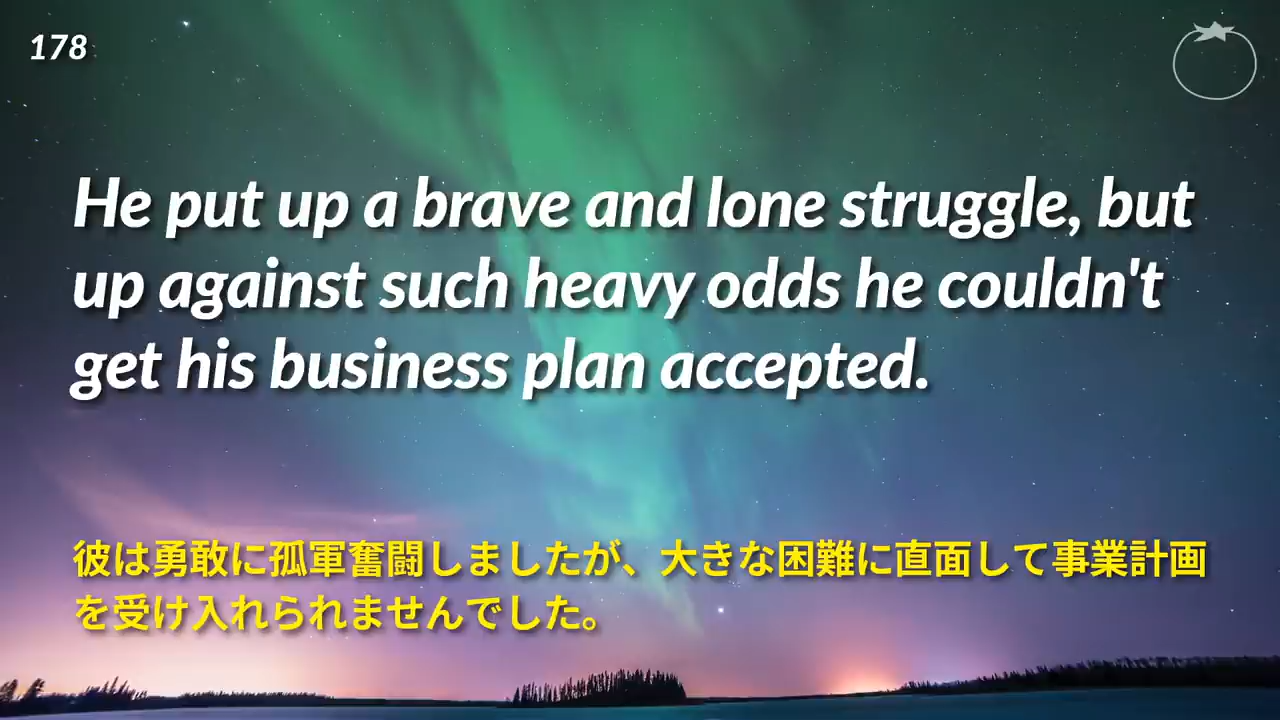 178
He put up a brave and lone struggle, but
up against such heavy odds he couldn't
get his business plan accepted.
彼は勇敢に孤軍奮闘しましたが、大きな困難に直面して事業計画
を受け入れられませんでした。